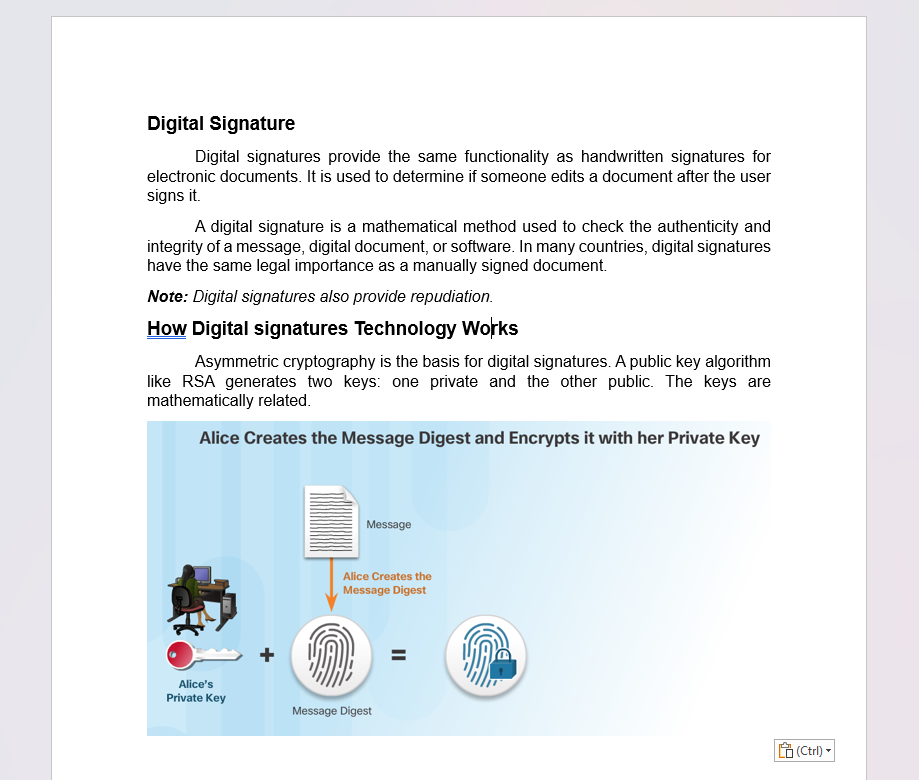 Digital Signature
Digital signatures provide the same functionality as handwritten signatures for
electronic documents. It is used to determine if someone edits a document after the user
signs it.
A digital signature is a mathematical method used to check the authenticity and
integrity of a message, digital document, or software. In many countries, digital signatures
have the same legal importance as a manually signed document.
Note: Digital signatures also provide repudiation.
How Digital signatures Technology Works
Asymmetric cryptography is the basis for digital signatures. A public key algorithm
like RSA generates two keys: one private and the other public. The keys are
mathematically related.
Alice Creates the Message Digest and Encrypts it with her Private Key
Message
Alice Creates the
Message Digest
+
=
Alice's
Private Key
Message Digest
(Ctrl)